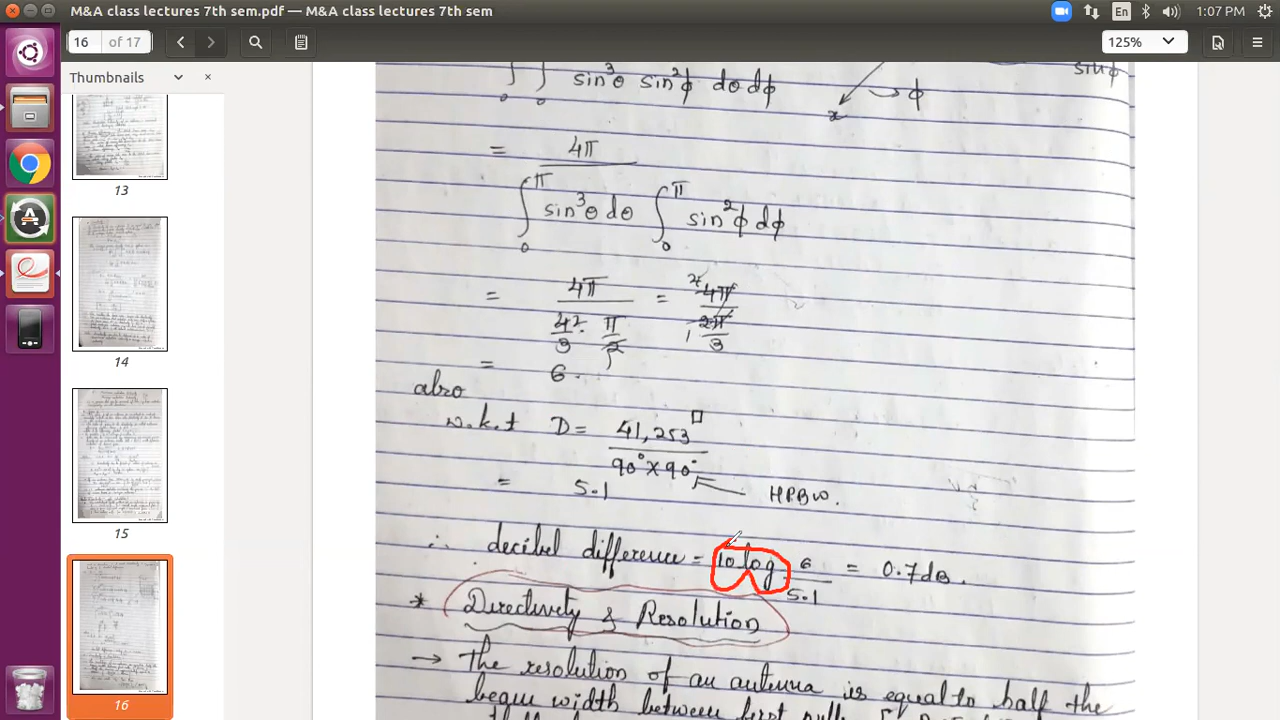 M&A class lectures 7th sem.pdf — M&A class lectures 7th sem
En
1:07 PM
16 of 17
125%
Thumbnails
13
14
15
16
sin³θ sin²φ dθ dφ
sinφ
φ
x
= 4π
∫₀^π sin³θ dθ ∫₀^π sin²φ dφ
= 4π / (4/3 · π/2) = 4π / (2π/3)
= 6.
also
w.k.t D = 41,253□ / 90° × 90°
= 5.1 HPBW.
∴ decibel difference = 10 log 6/5.1 = 0.7dB.
* Directivity & Resolution
→ the resolution of an antenna is equal to half the
beam width between first